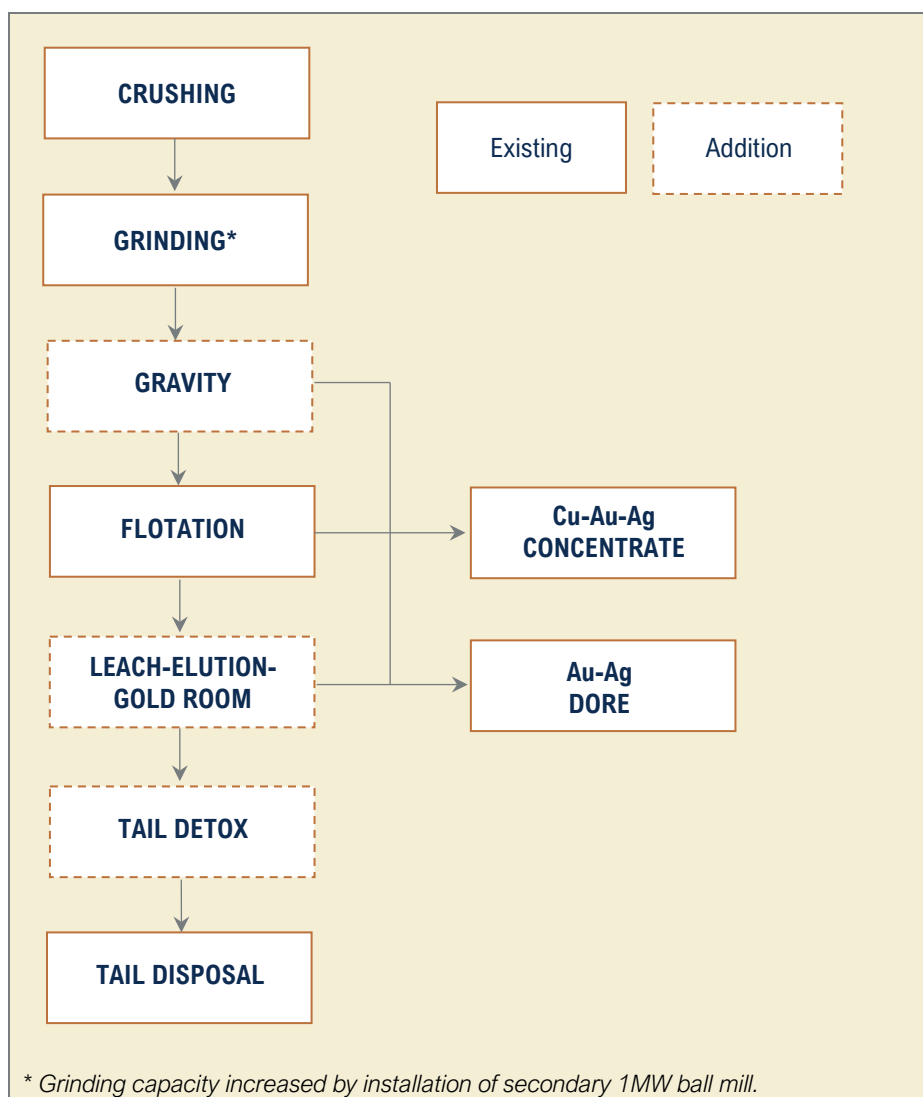 CRUSHING
Existing
Addition
GRINDING*
GRAVITY
FLOTATION
Cu-Au-Ag
CONCENTRATE
LEACH-ELUTION-
GOLD ROOM
Au-Ag
DORE
TAIL DETOX
TAIL DISPOSAL
* Grinding capacity increased by installation of secondary 1MW ball mill.